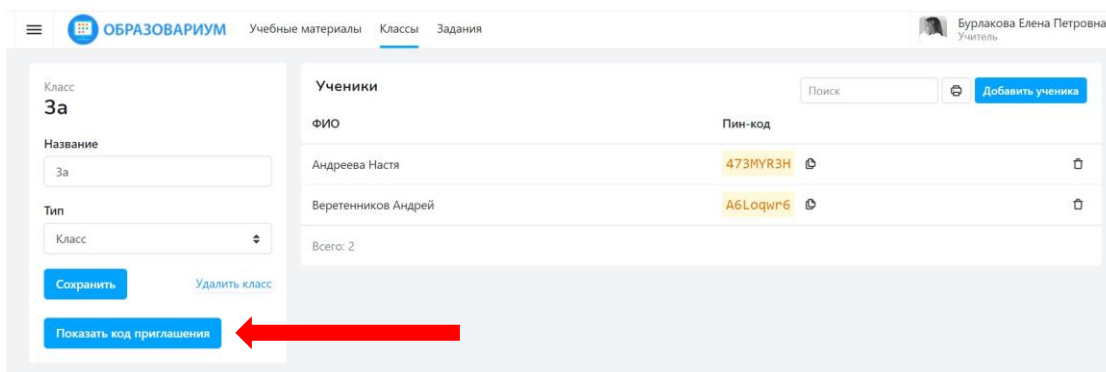 ОБРАЗОВАРИУМ Учебные материалы Классы Задания Бурлакова Елена Петровна
Учитель
Класс
3а
Название
3а
Тип
Класс
Сохранить Удалить класс
Показать код приглашения
Ученики Поиск Добавить ученика
ФИО Пин-код
Андреева Настя 473MYR3H
Веретенников Андрей A6Loqwr6
Всего: 2